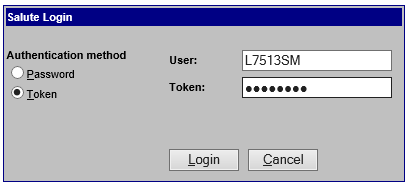 Salute Login
Authentication method
Password
Token
User: L7513SM
Token: ●●●●●●●●
Login Cancel